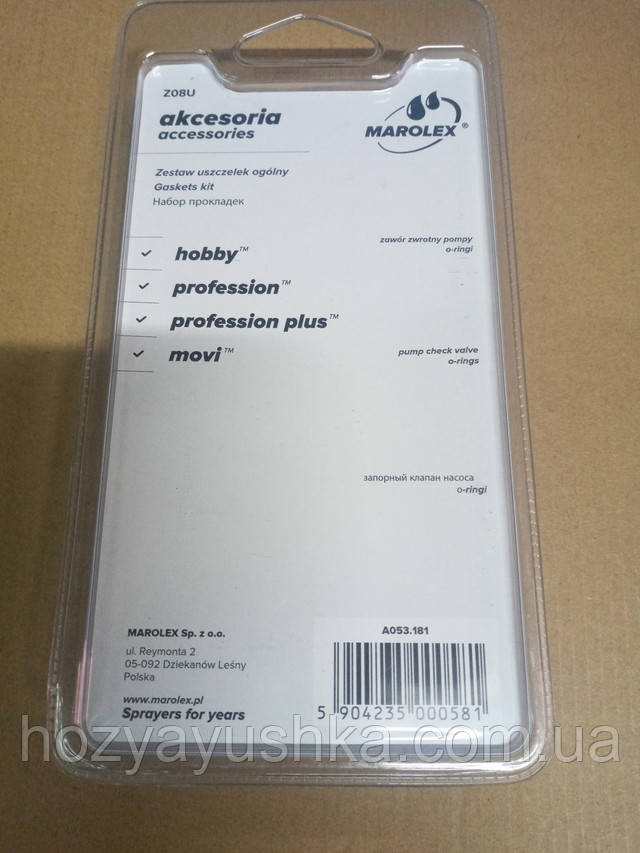 Z08U
akcesoria
accessories
MAROLEX®
Zestaw uszczelek ogólny
Gaskets kit
Набор прокладек
hobby™
profession™
profession plus™
movi™
zawór zwrotny pompy
o-ringi
pump check valve
o-rings
запорный клапан насоса
o-ringi
MAROLEX Sp. z o.o.
ul. Reymonta 2
05-092 Dziekanów Leśny
Polska
www.marolex.pl
Sprayers for years
A053.181
5 904235 000581
hozyayushka.com.ua